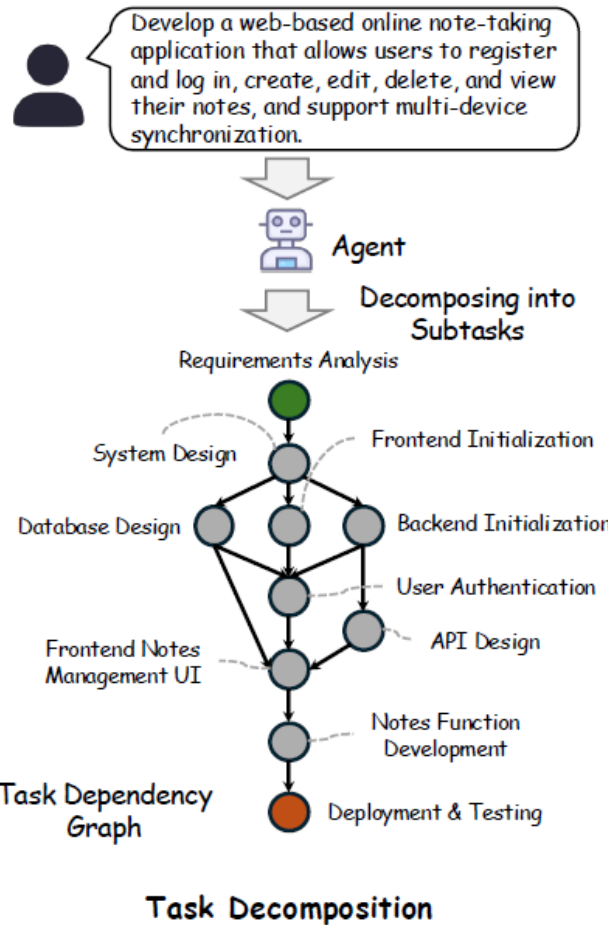 Develop a web-based online note-taking
application that allows users to register
and log in, create, edit, delete, and view
their notes, and support multi-device
synchronization.
Agent
Decomposing into
Subtasks
Requirements Analysis
System Design
Frontend Initialization
Database Design
Backend Initialization
User Authentication
API Design
Frontend Notes
Management UI
Notes Function
Development
Task Dependency
Graph
Deployment & Testing
Task Decomposition